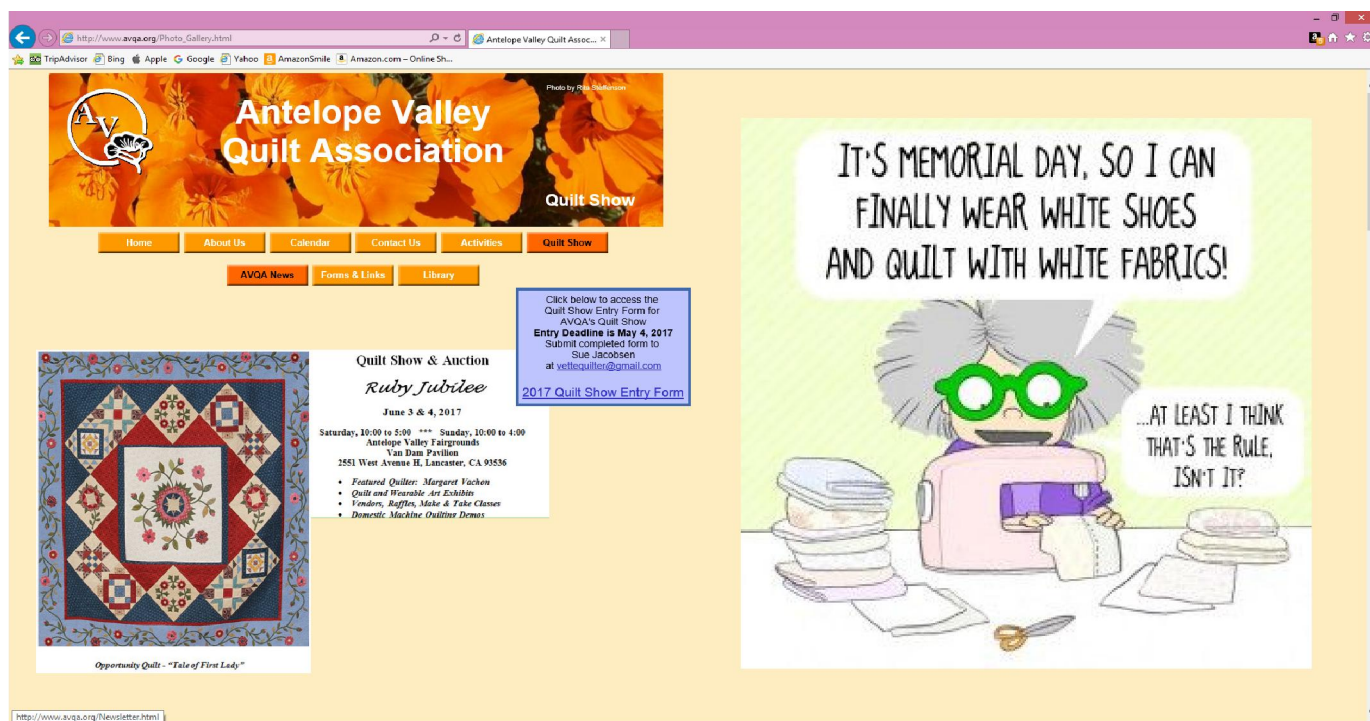 http://www.avqa.org/Photo_Gallery.html
Antelope Valley Quilt Assoc...
TripAdvisor Bing Apple Google Yahoo AmazonSmile Amazon.com – Online Sh...
Photo by Rita Steffenson
AV
Antelope Valley
Quilt Association
Quilt Show
Home About Us Calendar Contact Us Activities Quilt Show
AVQA News Forms & Links Library
Click below to access the
Quilt Show Entry Form for
AVQA's Quilt Show
Entry Deadline is May 4, 2017
Submit completed form to
Sue Jacobsen
at vettequilter@gmail.com
2017 Quilt Show Entry Form
Quilt Show & Auction
Ruby Jubilee
June 3 & 4, 2017
Saturday, 10:00 to 5:00 *** Sunday, 10:00 to 4:00
Antelope Valley Fairgrounds
Van Dam Pavilion
2551 West Avenue H, Lancaster, CA 93536
• Featured Quilter: Margaret Vachon
• Quilt and Wearable Art Exhibits
• Vendors, Raffles, Make & Take Classes
• Domestic Machine Quilting Demos
Opportunity Quilt - "Tale of First Lady"
IT'S MEMORIAL DAY, SO I CAN
FINALLY WEAR WHITE SHOES
AND QUILT WITH WHITE FABRICS!
...AT LEAST I THINK
THAT'S THE RULE,
ISN'T IT?
http://www.avqa.org/Newsletter.html